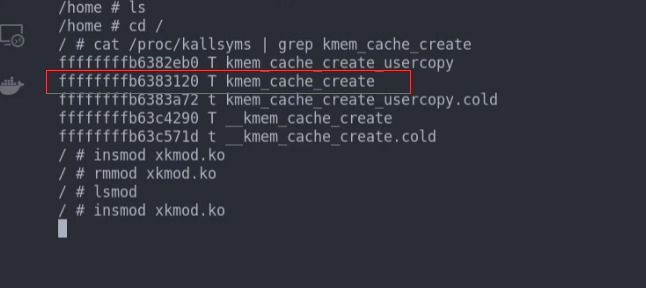 /home # ls
/home # cd /
/ # cat /proc/kallsyms | grep kmem_cache_create
ffffffffb6382eb0 T kmem_cache_create_usercopy
ffffffffb6383120 T kmem_cache_create
ffffffffb6383a72 t kmem_cache_create_usercopy.cold
ffffffffb63c4290 T __kmem_cache_create
ffffffffb63c571d t __kmem_cache_create.cold
/ # insmod xkmod.ko
/ # rmmod xkmod.ko
/ # lsmod
/ # insmod xkmod.ko